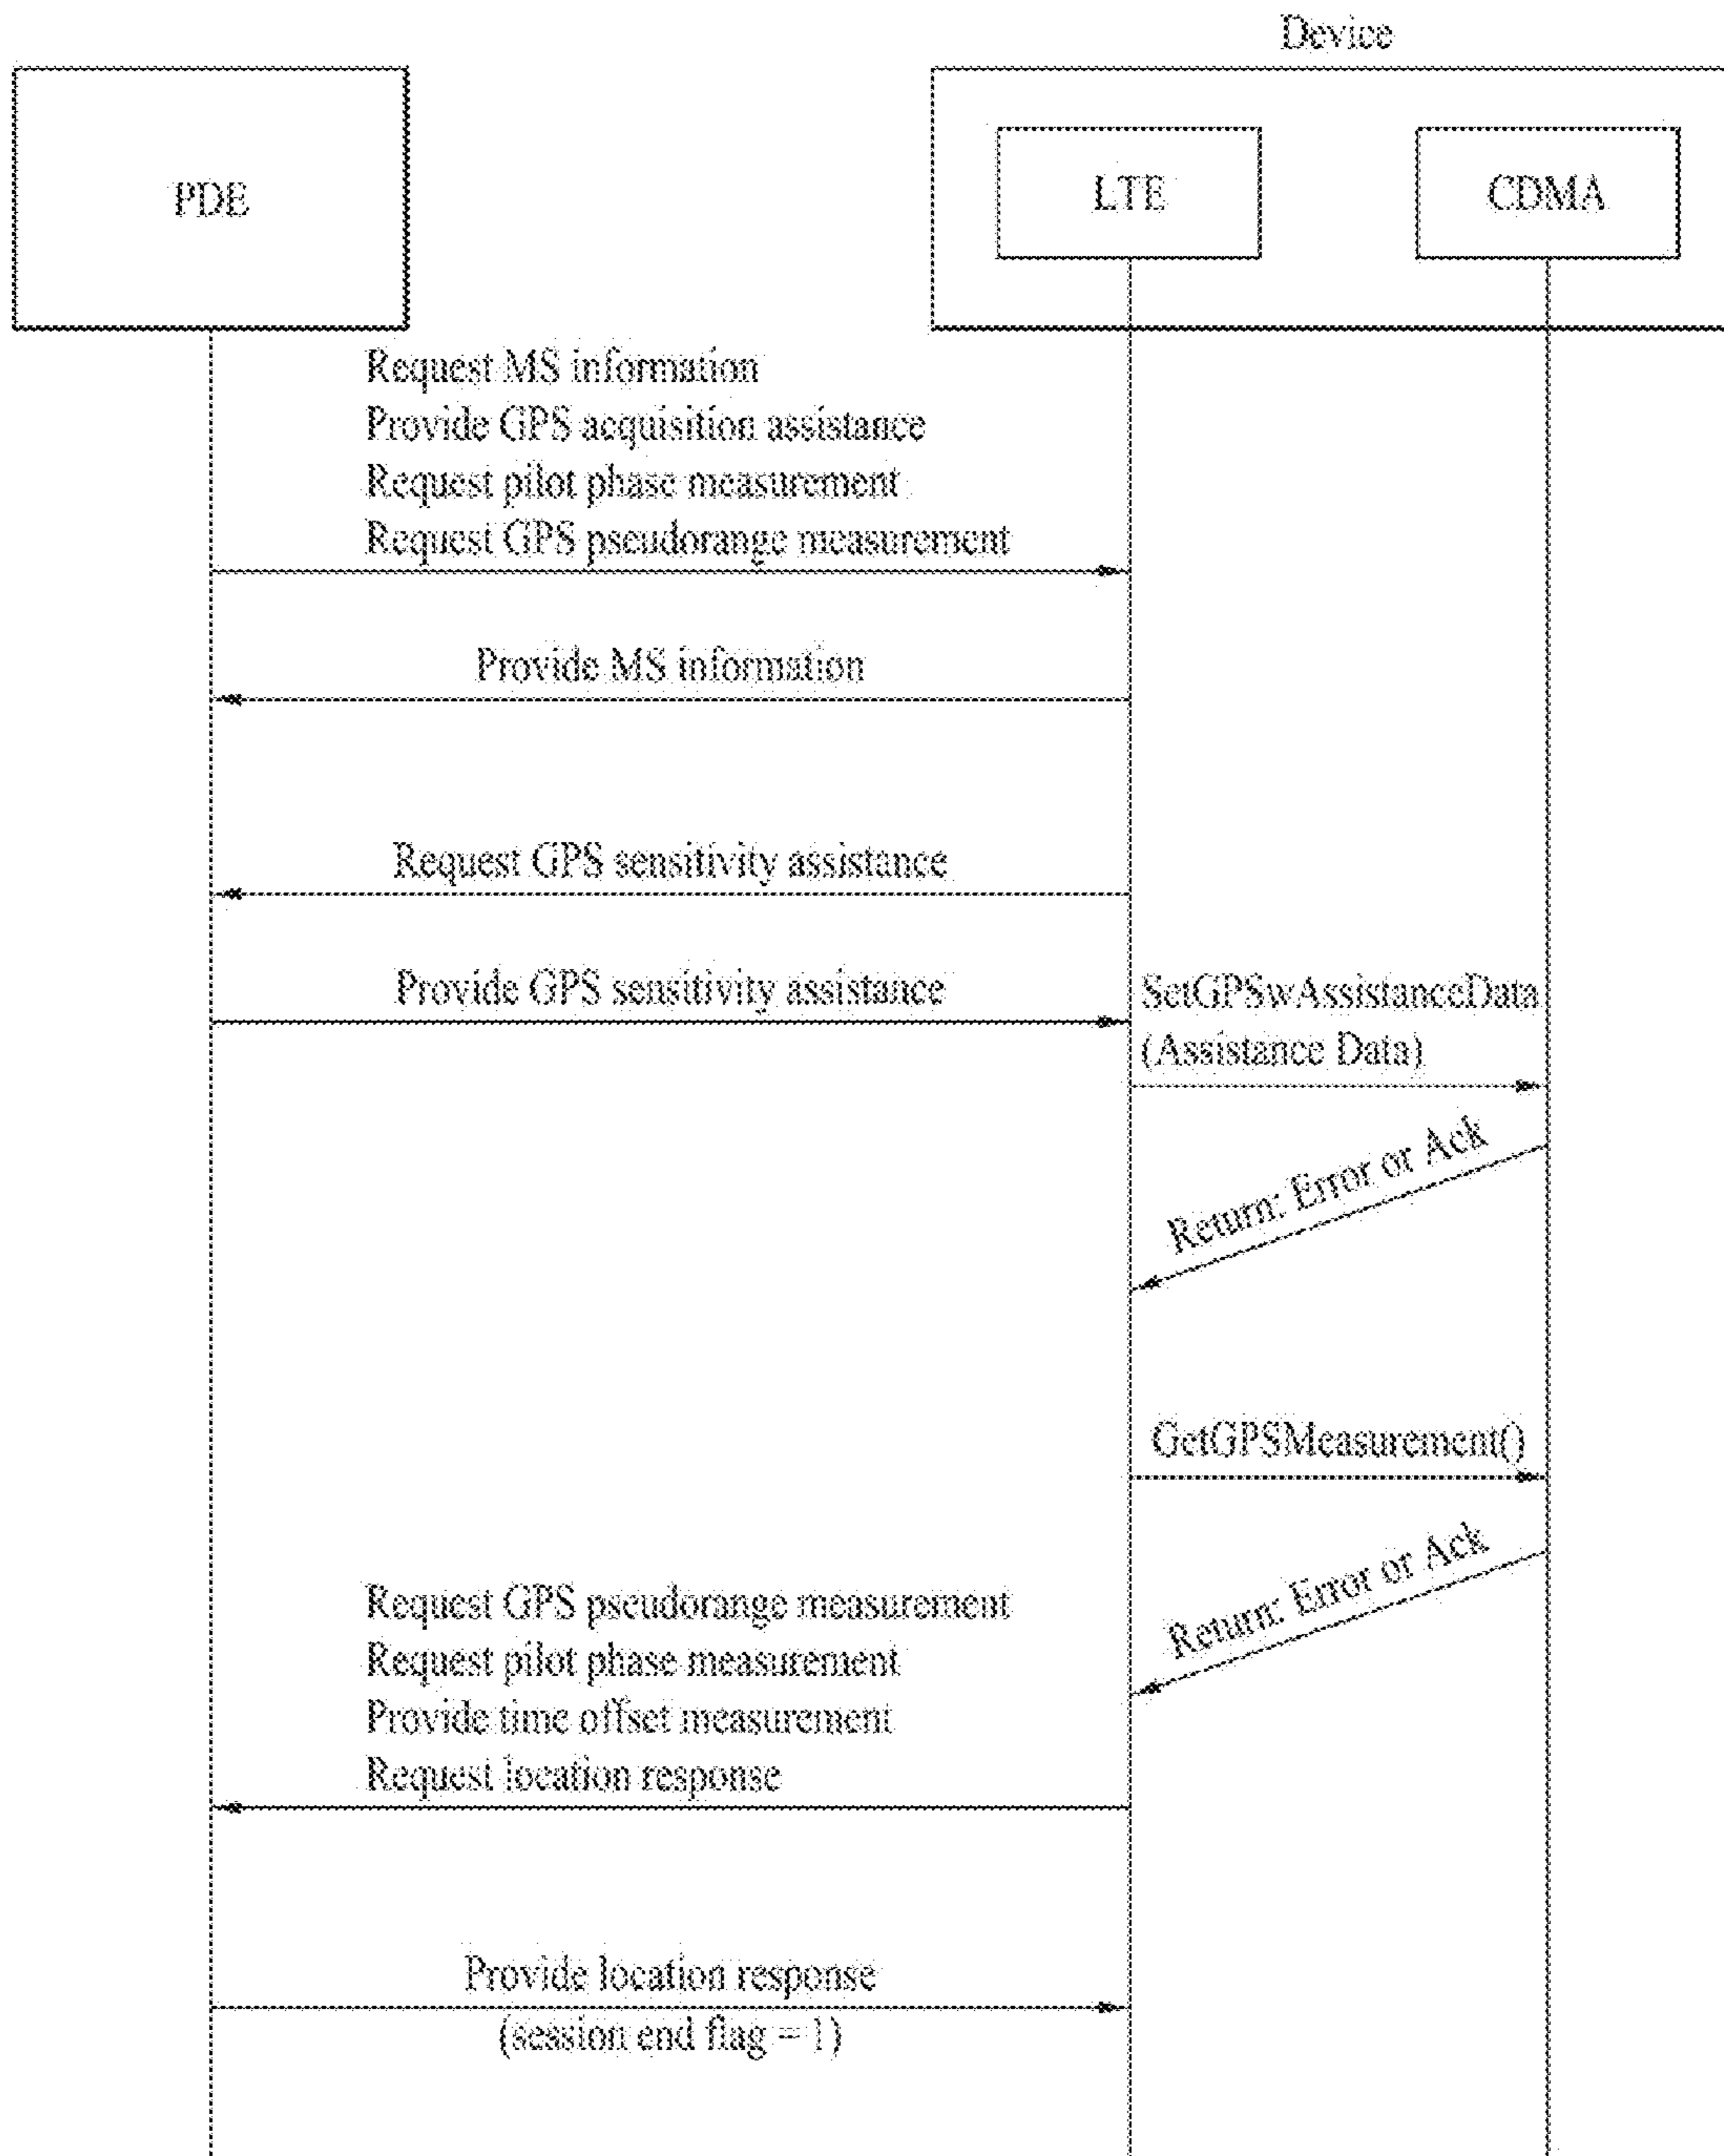 Device
PDE
LTE
CDMA
Request MS information
Provide GPS acquisition assistance
Request pilot phase measurement
Request GPS pseudorange measurement
Provide MS information
Request GPS sensitivity assistance
Provide GPS sensitivity assistance
SetGPSwAssistanceData
(Assistance Data)
Return: Error or Ack
GetGPSMeasurement()
Return: Error or Ack
Request GPS pseudorange measurement
Request pilot phase measurement
Provide time offset measurement
Request location response
Provide location response
(session end flag = 1)